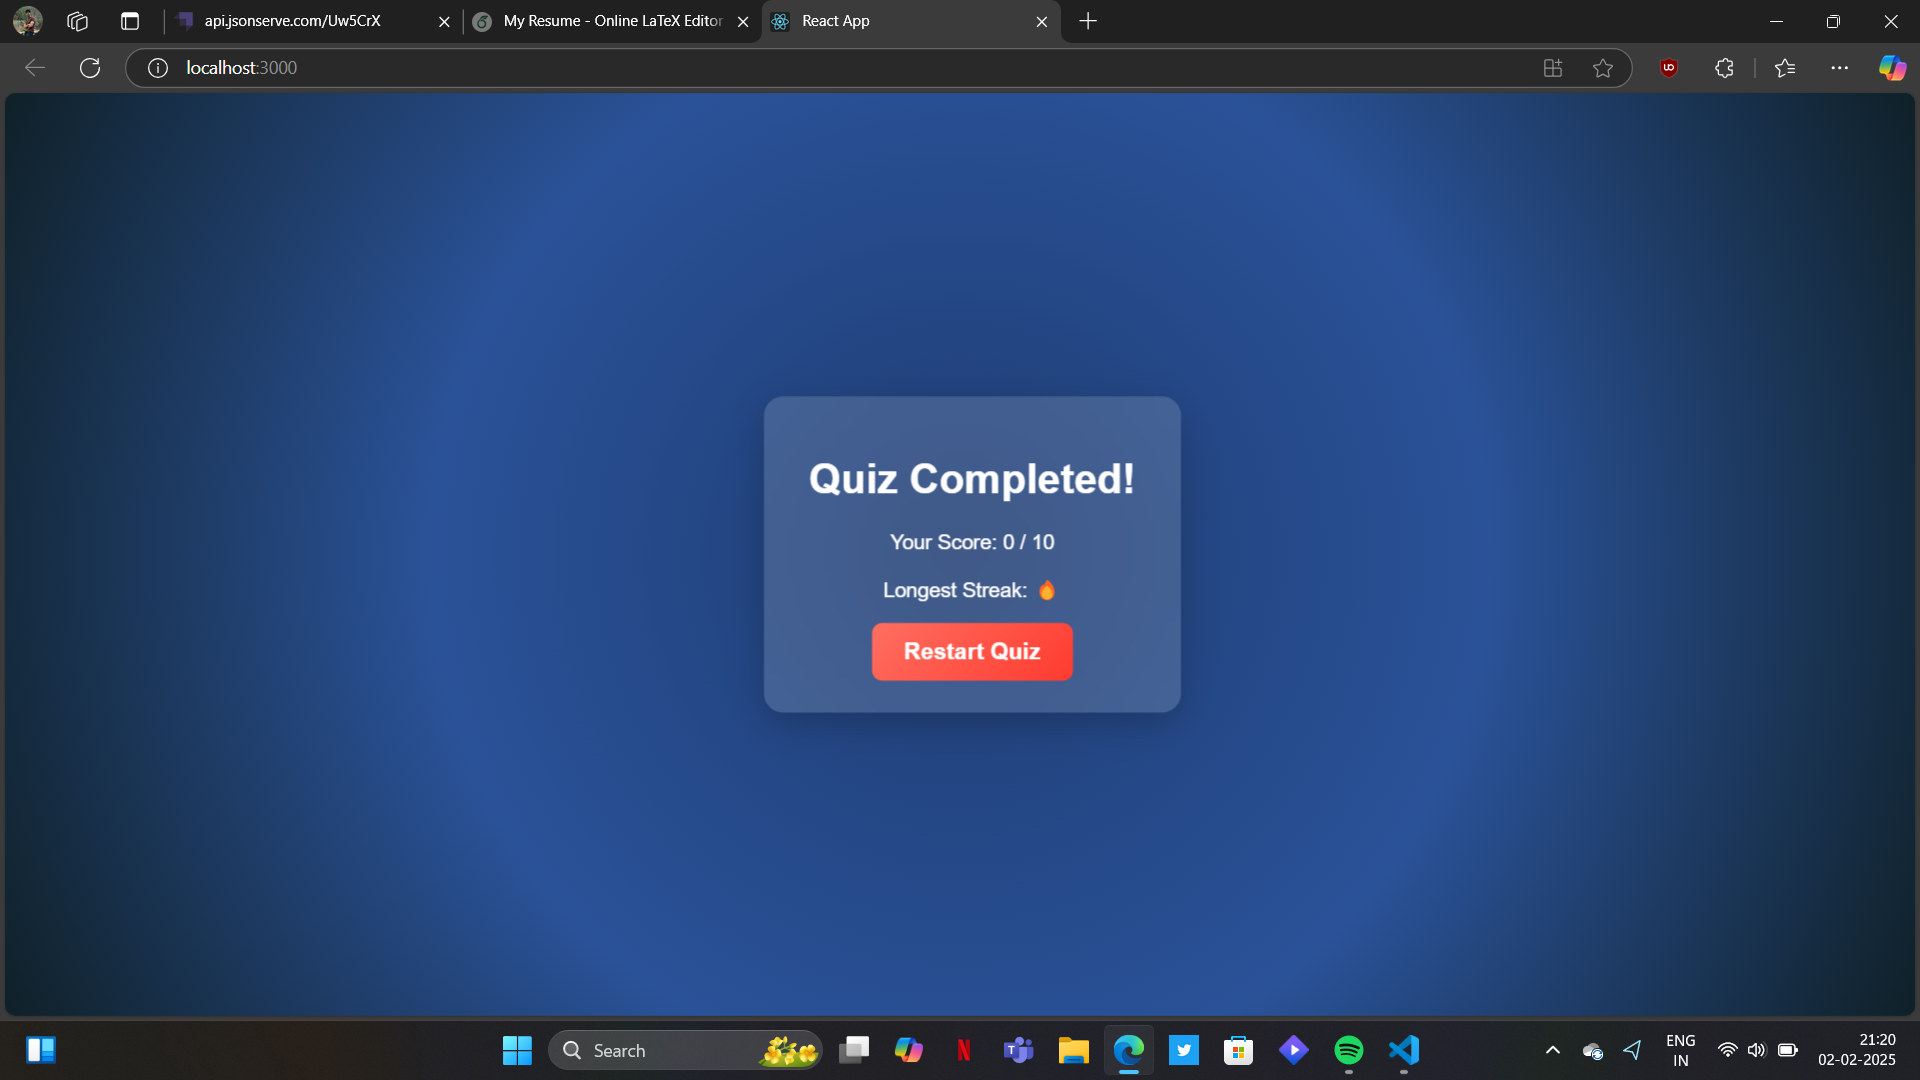 api.jsonserve.com/Uw5CrX
My Resume - Online LaTeX Editor
React App
localhost:3000
Quiz Completed!
Your Score: 0 / 10
Longest Streak: 🔥
Restart Quiz
Search
ENG
IN
21:20
02-02-2025